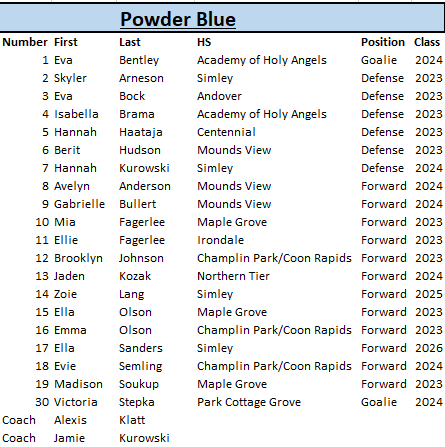 Powder Blue
Number First Last HS Position Class
1 Eva Bentley Academy of Holy Angels Goalie 2024
2 Skyler Arneson Simley Defense 2023
3 Eva Bock Andover Defense 2023
4 Isabella Brama Academy of Holy Angels Defense 2023
5 Hannah Haataja Centennial Defense 2023
6 Berit Hudson Mounds View Defense 2023
7 Hannah Kurowski Simley Defense 2024
8 Avelyn Anderson Mounds View Forward 2024
9 Gabrielle Bullert Mounds View Forward 2024
10 Mia Fagerlee Maple Grove Forward 2023
11 Ellie Fagerlee Irondale Forward 2023
12 Brooklyn Johnson Champlin Park/Coon Rapids Forward 2023
13 Jaden Kozak Northern Tier Forward 2024
14 Zoie Lang Simley Forward 2025
15 Ella Olson Maple Grove Forward 2023
16 Emma Olson Champlin Park/Coon Rapids Forward 2023
17 Ella Sanders Simley Forward 2026
18 Evie Semling Champlin Park/Coon Rapids Forward 2024
19 Madison Soukup Maple Grove Forward 2023
30 Victoria Stepka Park Cottage Grove Goalie 2024
Coach Alexis Klatt
Coach Jamie Kurowski